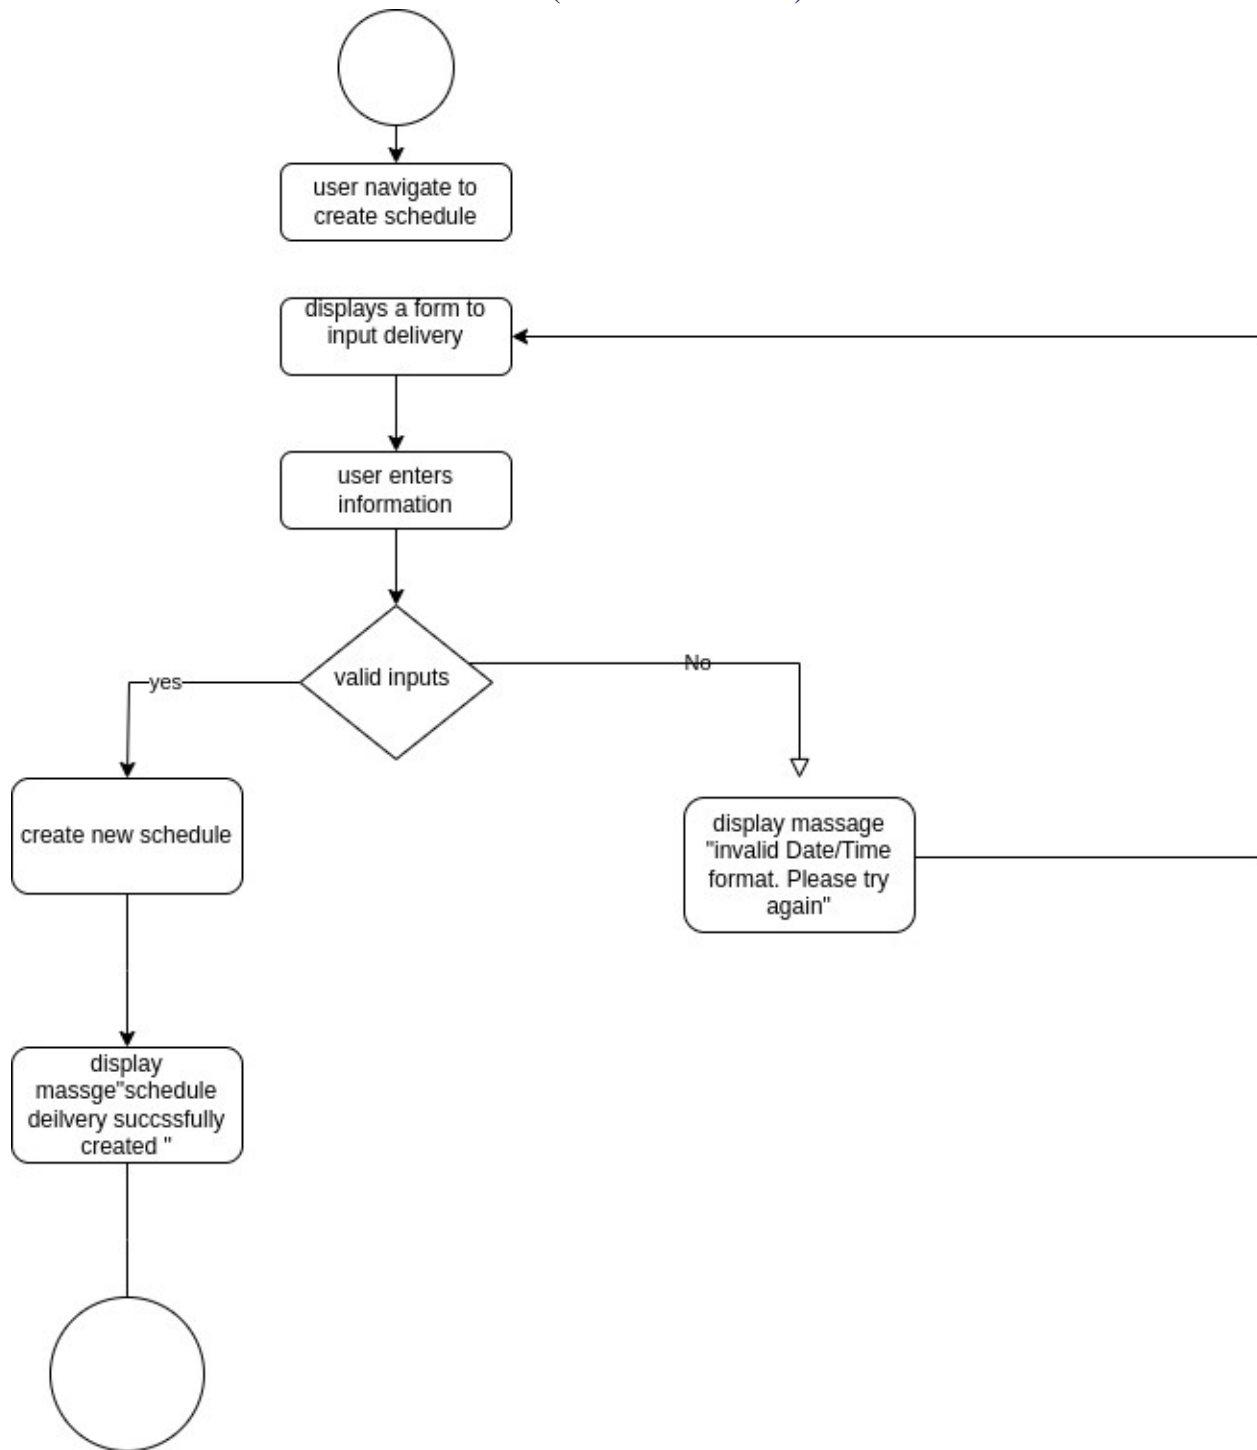 user navigate to
create schedule
displays a form to
input delivery
user enters
information
valid inputs
yes
No
create new schedule
display massage
"invalid Date/Time
format. Please try
again"
display
massge"schedule
deilvery succssfully
created "